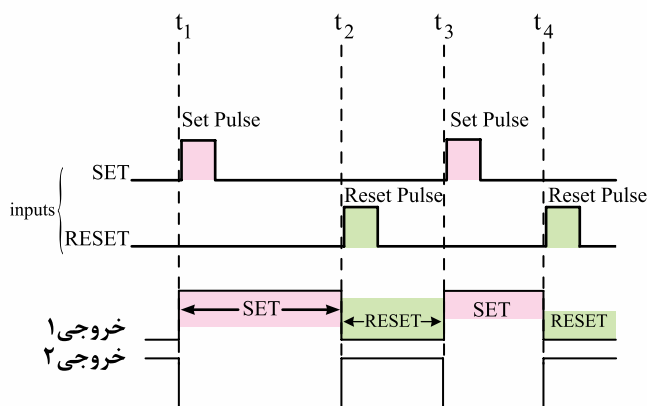 t1 t2 t3 t4
Set Pulse Set Pulse
SET
Reset Pulse Reset Pulse
inputs
RESET
SET RESET SET RESET
خروجی۱
خروجی۲